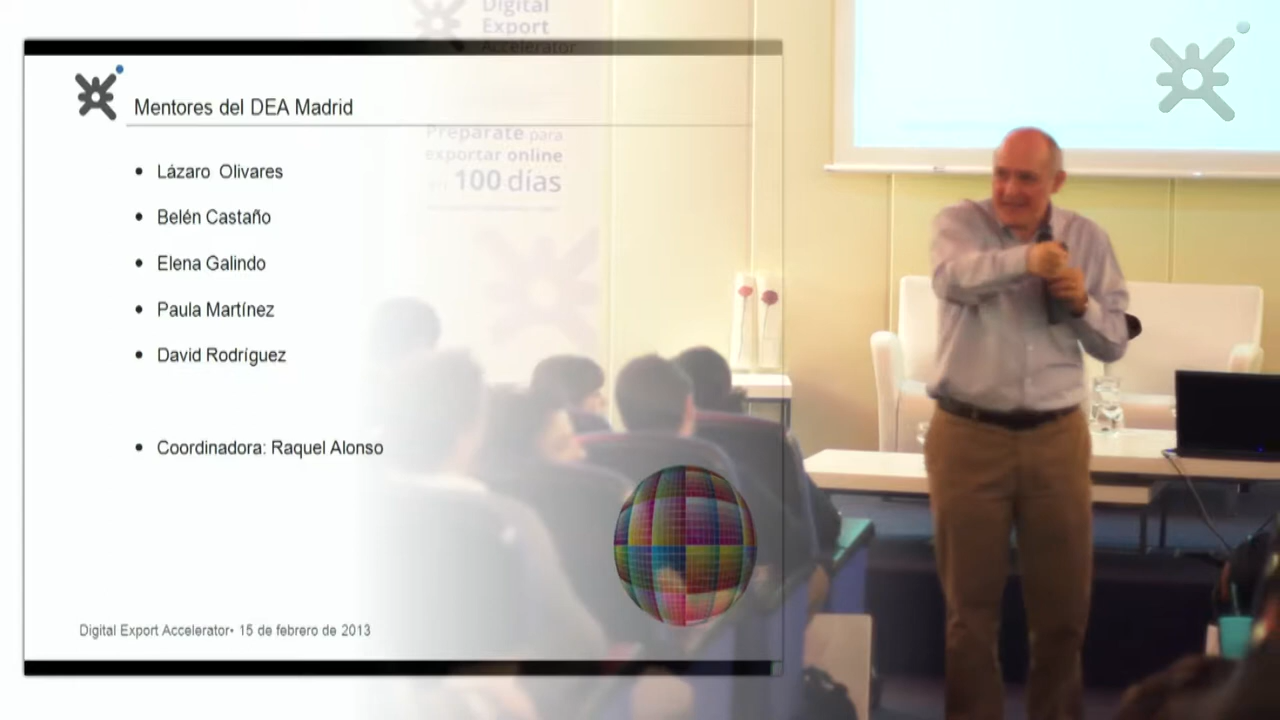 Digital
Export
Accelerator
Mentores del DEA Madrid
Prepárate para
exportar online
en 100 días
• Lázaro Olivares
• Belén Castaño
• Elena Galindo
• Paula Martínez
• David Rodríguez
• Coordinadora: Raquel Alonso
Digital Export Accelerator• 15 de febrero de 2013